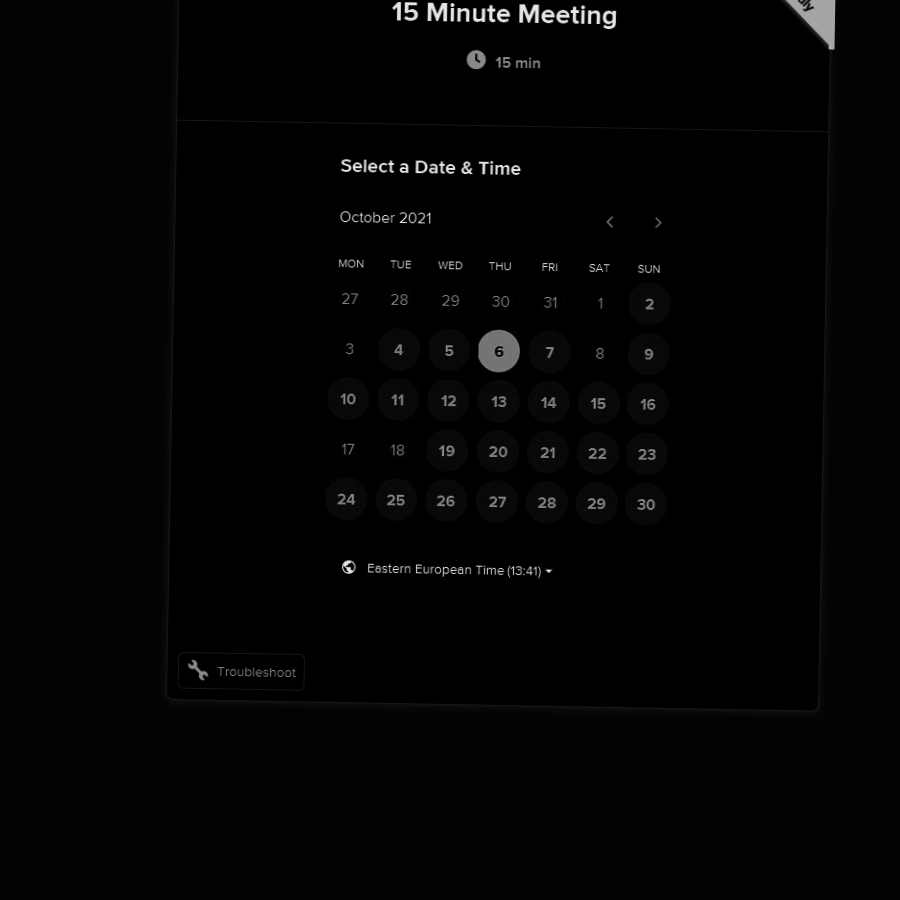 15 Minute Meeting
15 min
Select a Date & Time
October 2021
MON TUE WED THU FRI SAT SUN
27 28 29 30 31 1 2
3 4 5 6 7 8 9
10 11 12 13 14 15 16
17 18 19 20 21 22 23
24 25 26 27 28 29 30
Eastern European Time (13:41)
Troubleshoot